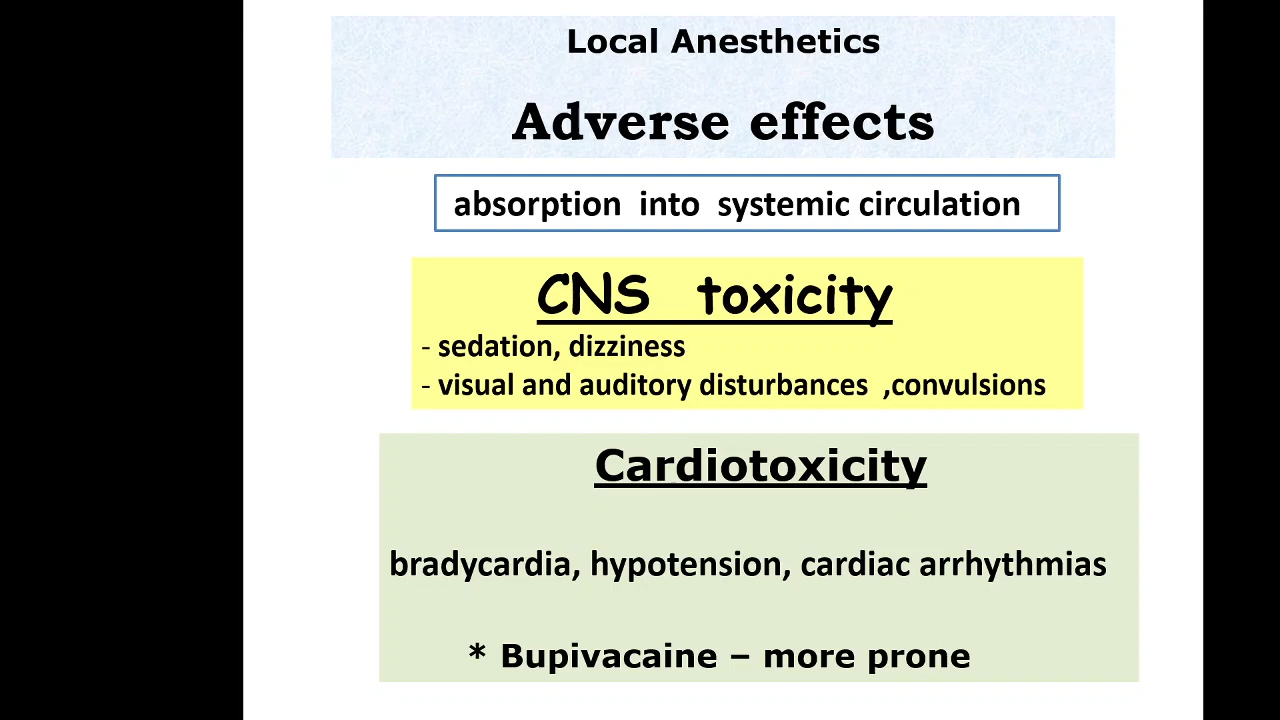 Local Anesthetics
Adverse effects
absorption into systemic circulation
CNS toxicity
- sedation, dizziness
- visual and auditory disturbances ,convulsions
Cardiotoxicity
bradycardia, hypotension, cardiac arrhythmias
* Bupivacaine – more prone